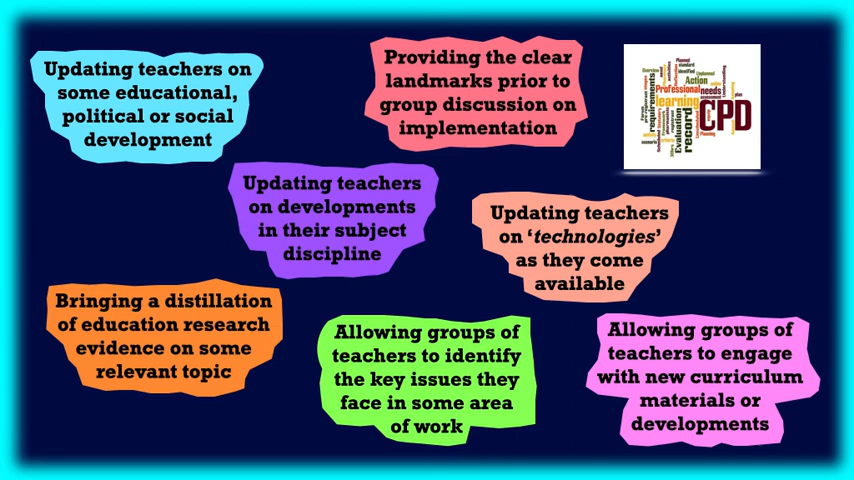 Updating teachers on
some educational,
political or social
development
Providing the clear
landmarks prior to
group discussion on
implementation
Professional
learning
needs
Action
CPD
requirements
Evaluation
record
Updating teachers
on developments
in their subject
discipline
Updating teachers
on ‘technologies’
as they come
available
Bringing a distillation
of education research
evidence on some
relevant topic
Allowing groups of
teachers to identify
the key issues they
face in some area
of work
Allowing groups of
teachers to engage
with new curriculum
materials or
developments